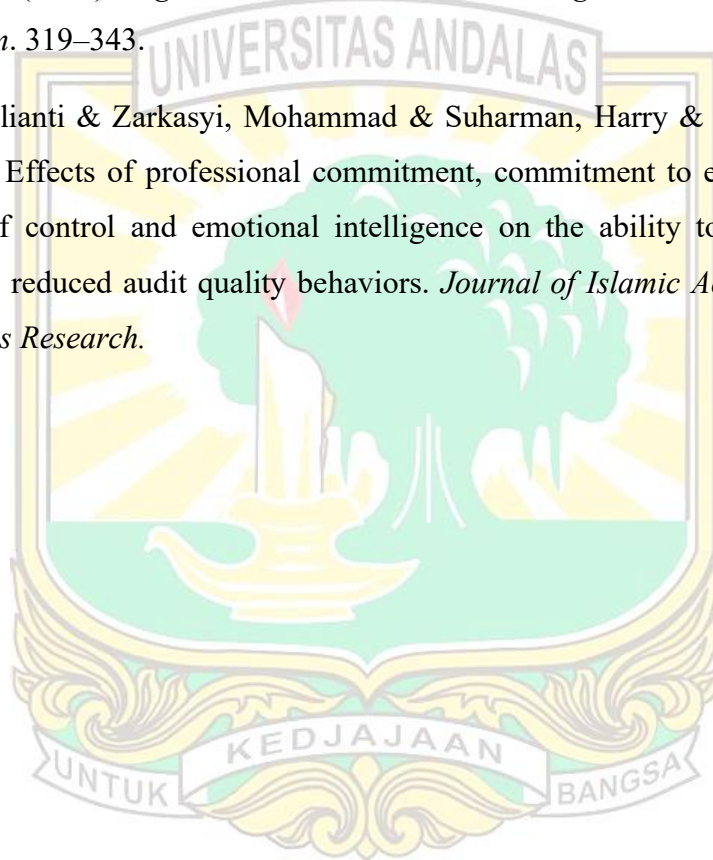 n. 319–343.
UNIVERSITAS ANDALAS
lianti & Zarkasyi, Mohammad & Suharman, Harry &
Effects of professional commitment, commitment to e
f control and emotional intelligence on the ability to
reduced audit quality behaviors. Journal of Islamic Ac
s Research.
UNTUK KEDJAJAAN BANGSA